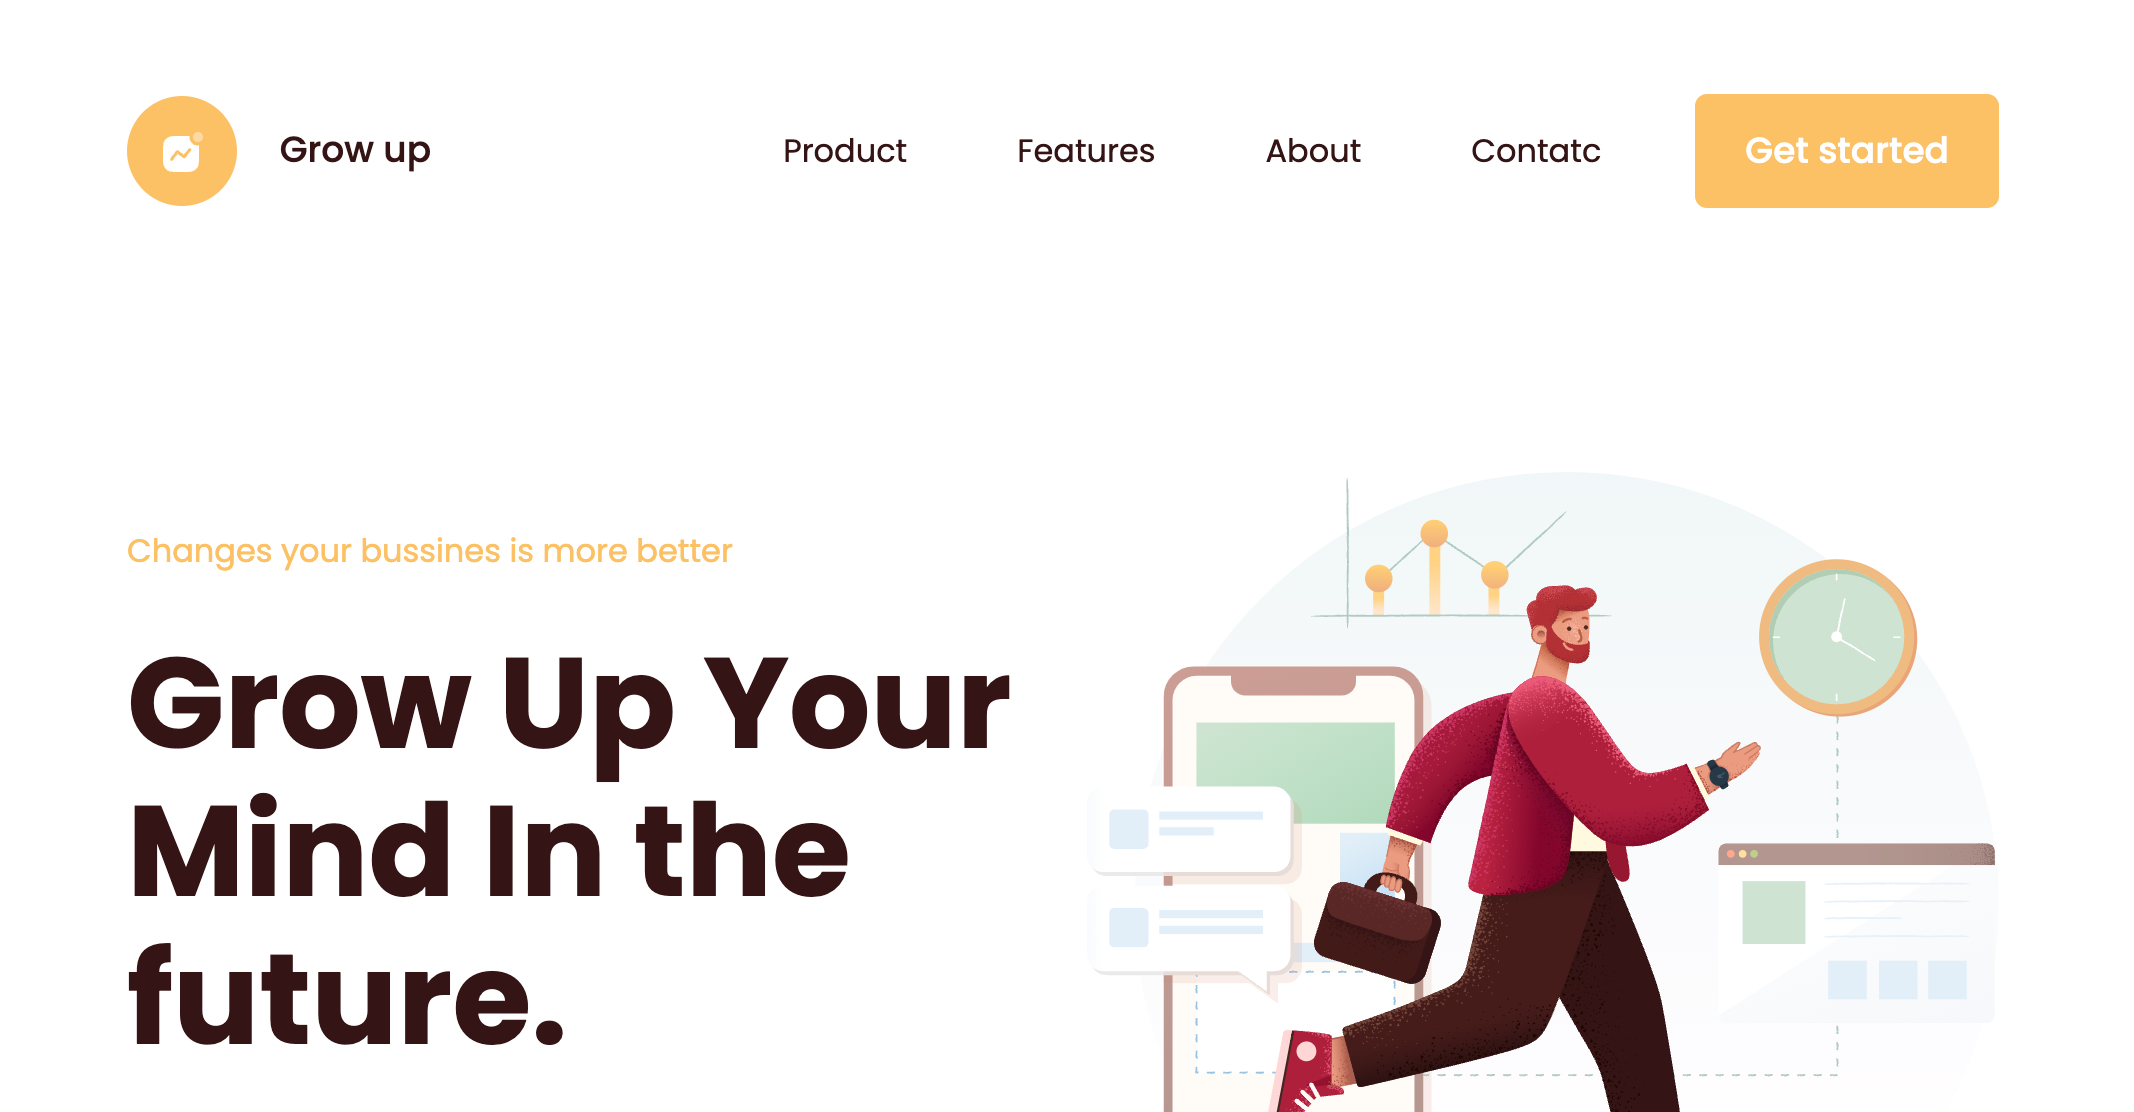 Grow up
Product
Features
About
Contatc
Get started
Changes your bussines is more better
Grow Up Your
Mind In the
future.